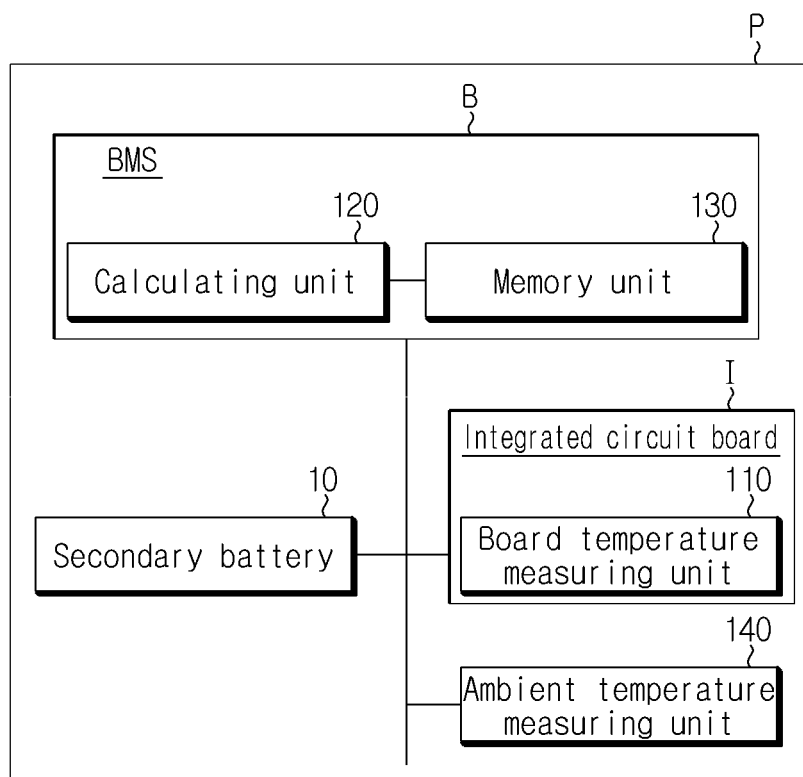 P
B
BMS
120
130
Calculating unit
Memory unit
I
Integrated circuit board
10
110
Secondary battery
Board temperature
measuring unit
140
Ambient temperature
measuring unit